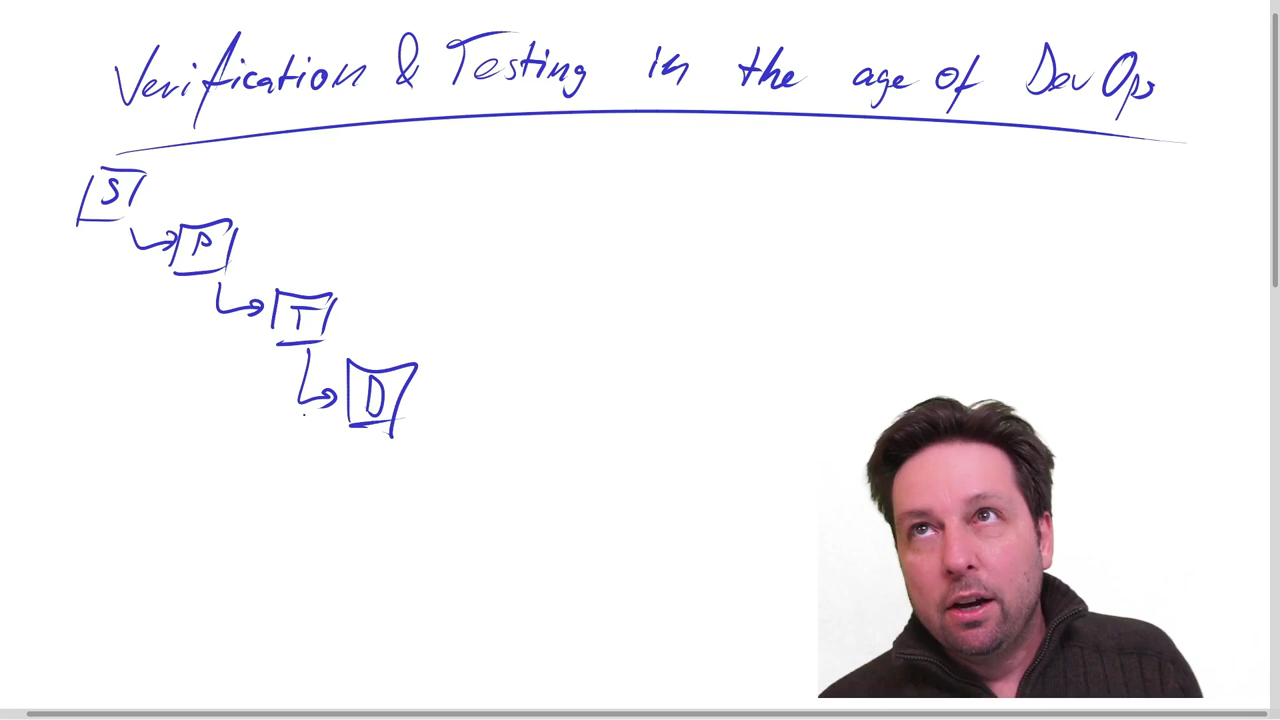 Verification & Testing in the age of DevOps
S
P
T
D